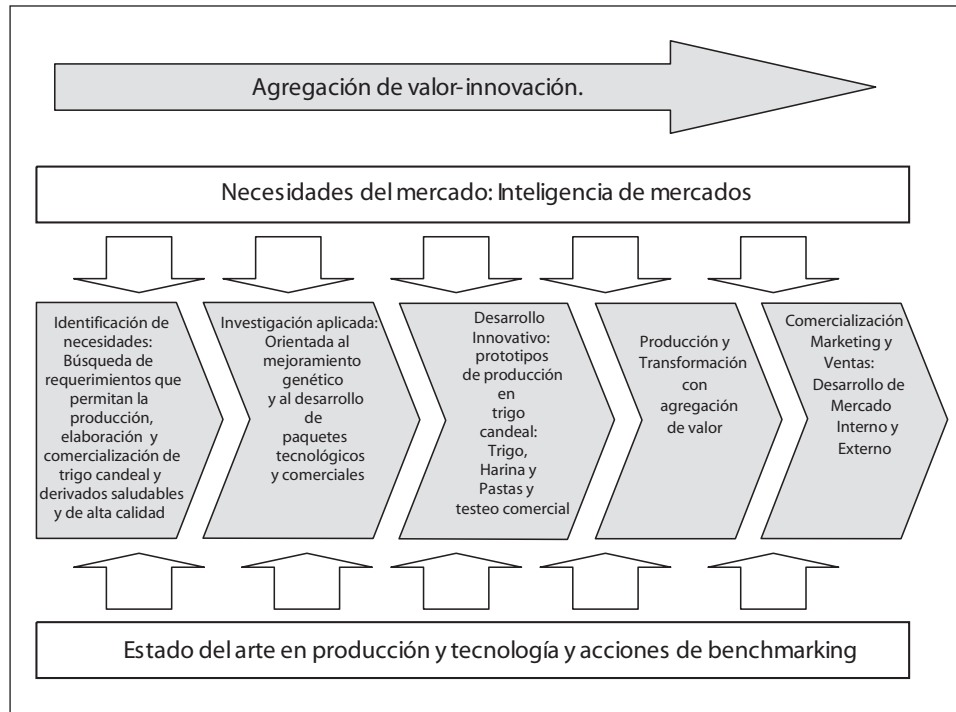 Agregación de valor-innovación.
Necesidades del mercado: Inteligencia de mercados
Identificación de
necesidades:
Búsqueda de
requerimientos que
permitan la
producción,
elaboración y
comercialización de
trigo candeal y
derivados saludables
y de alta calidad
Investigación aplicada:
Orientada al
mejoramiento
genético
y al desarrollo
de
paquetes
tecnológicos
y comerciales
Desarrollo
Innovativo:
prototipos
de producción
en
trigo
candeal:
Trigo,
Harina y
Pastas y
testeo comercial
Producción y
Transformación
con
agregación
de valor
Comercialización
Marketing y
Ventas:
Desarrollo de
Mercado
Interno y
Externo
Estado del arte en producción y tecnología y acciones de benchmarking